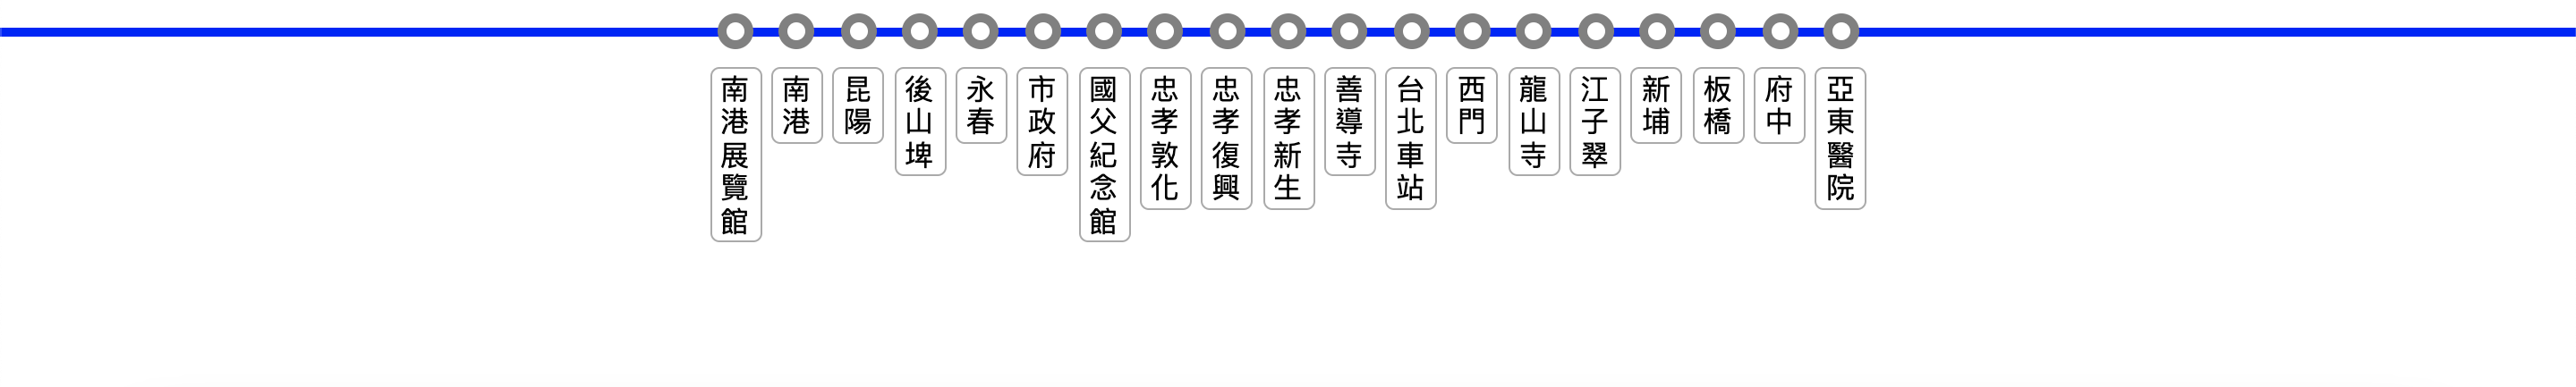 南港展覽館
南港
昆陽
後山埤
永春
市政府
國父紀念館
忠孝敦化
忠孝復興
忠孝新生
善導寺
台北車站
西門
龍山寺
江子翠
新埔
板橋
府中
亞東醫院